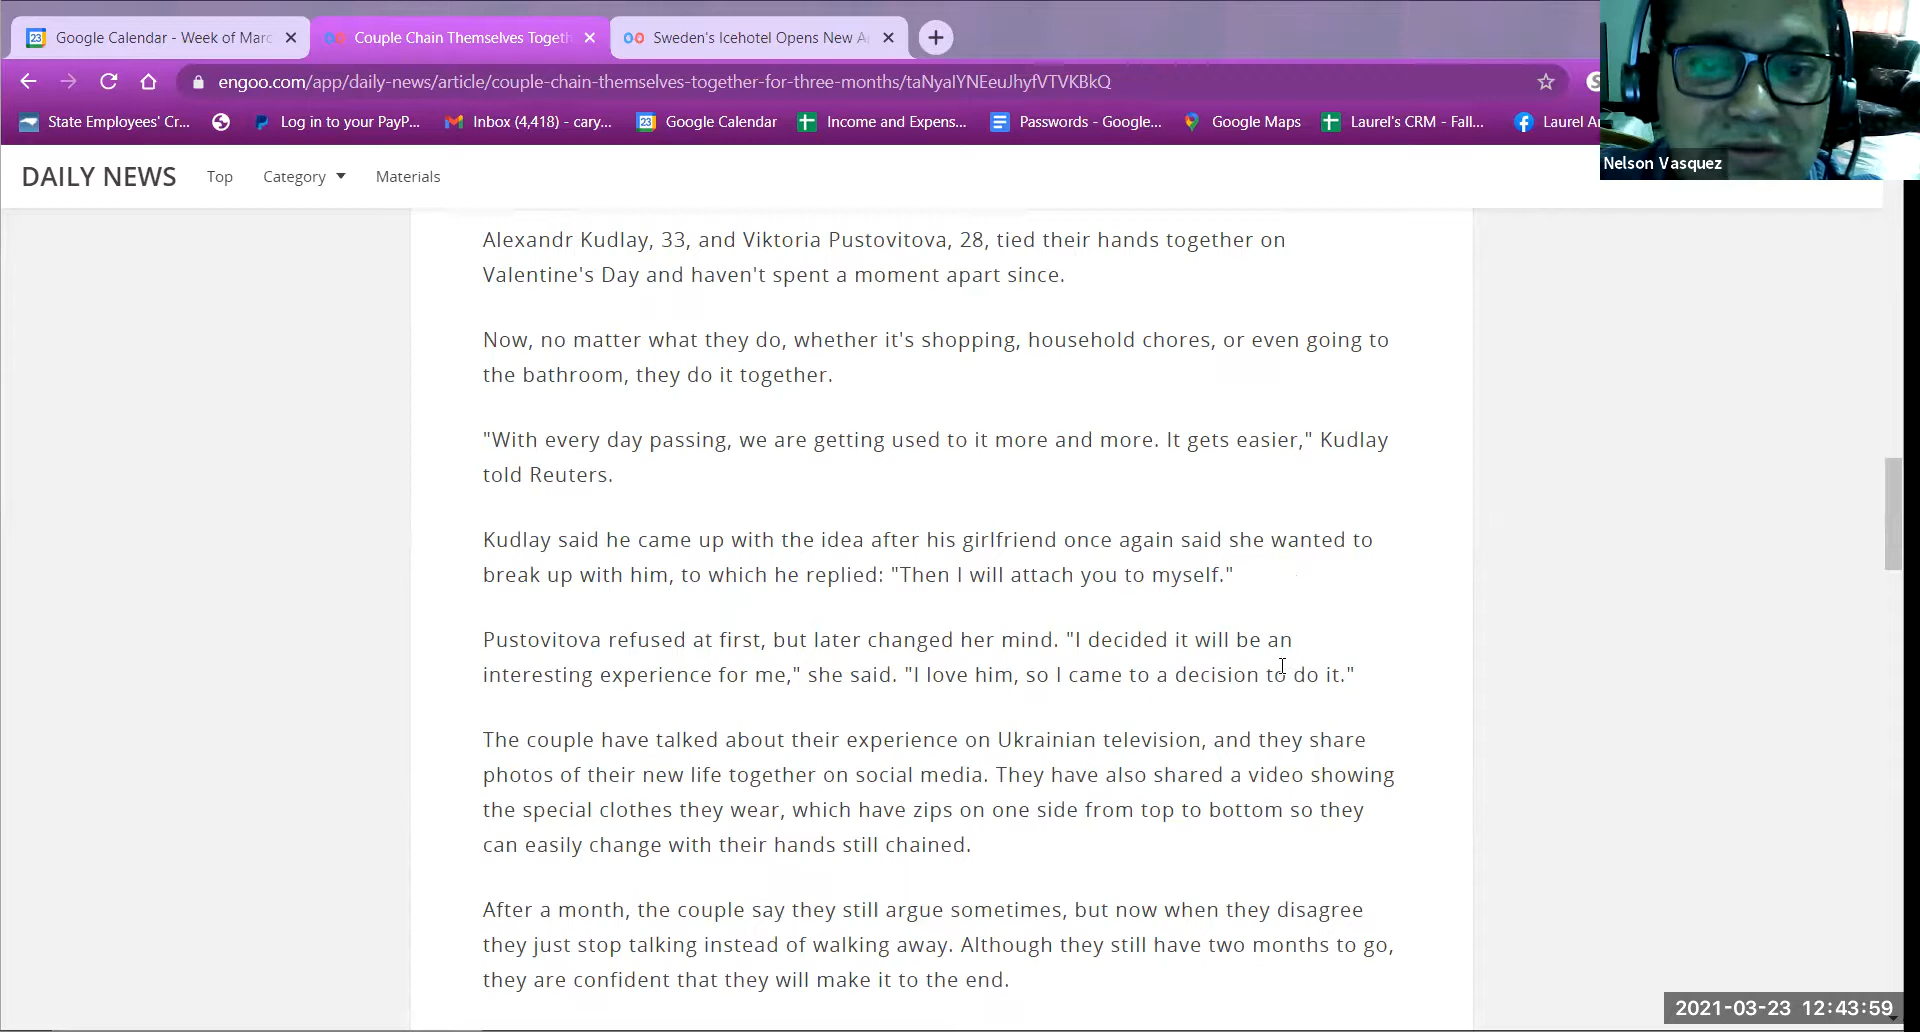 Google Calendar - Week of Marc
Couple Chain Themselves Togeth
Sweden's Icehotel Opens New A
engoo.com/app/daily-news/article/couple-chain-themselves-together-for-three-months/taNyalYNEeuJhyfVTVKBkQ
State Employees' Cr... Log in to your PayP... Inbox (4,418) - cary... Google Calendar Income and Expens... Passwords - Google... Google Maps Laurel's CRM - Fall... Laurel Ar
Nelson Vasquez
DAILY NEWS Top Category Materials
Alexandr Kudlay, 33, and Viktoria Pustovitova, 28, tied their hands together on
Valentine's Day and haven't spent a moment apart since.
Now, no matter what they do, whether it's shopping, household chores, or even going to
the bathroom, they do it together.
"With every day passing, we are getting used to it more and more. It gets easier," Kudlay
told Reuters.
Kudlay said he came up with the idea after his girlfriend once again said she wanted to
break up with him, to which he replied: "Then I will attach you to myself."
Pustovitova refused at first, but later changed her mind. "I decided it will be an
interesting experience for me," she said. "I love him, so I came to a decision to do it."
The couple have talked about their experience on Ukrainian television, and they share
photos of their new life together on social media. They have also shared a video showing
the special clothes they wear, which have zips on one side from top to bottom so they
can easily change with their hands still chained.
After a month, the couple say they still argue sometimes, but now when they disagree
they just stop talking instead of walking away. Although they still have two months to go,
they are confident that they will make it to the end.
2021-03-23 12:43:59